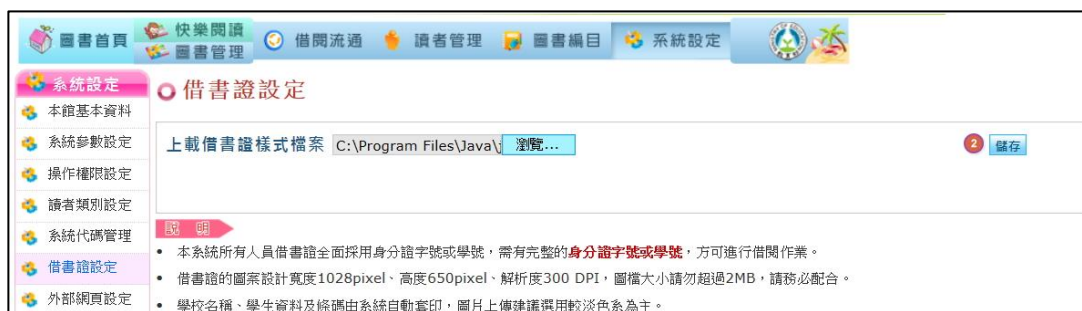 圖書首頁
快樂閱讀
圖書管理
借閱流通
讀者管理
圖書編目
系統設定
系統設定
本館基本資料
系統參數設定
操作權限設定
讀者類別設定
系統代碼管理
借書證設定
外部網頁設定
借書證設定
上載借書證樣式檔案 C:\Program Files\Java\j 瀏覽... 2 儲存
說 明
• 本系統所有人員借書證全面採用身分證字號或學號，需有完整的身分證字號或學號，方可進行借閱作業。
• 借書證的圖案設計寬度1028pixel、高度650pixel、解析度300 DPI，圖檔大小請勿超過2MB，請務必配合。
• 學校名稱、學生資料及條碼由系統自動套印，圖片上傳建議選用較淡色系為主。